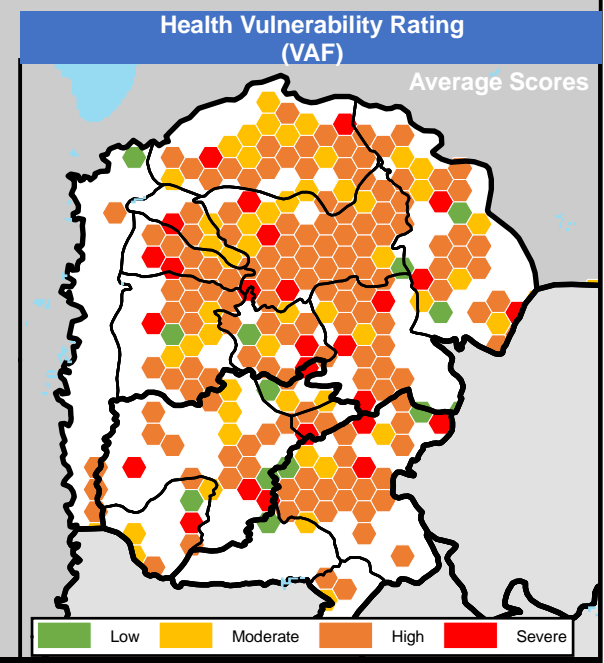 Health Vulnerability Rating
(VAF)
Average Scores
Low
Moderate
High
Severe